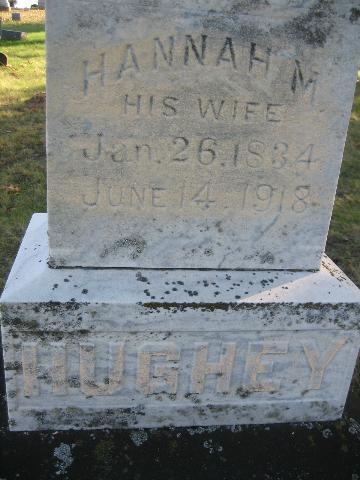 HANNAH M
HIS WIFE
Jan. 26. 1834
JUNE 14 1918
HUGHEY